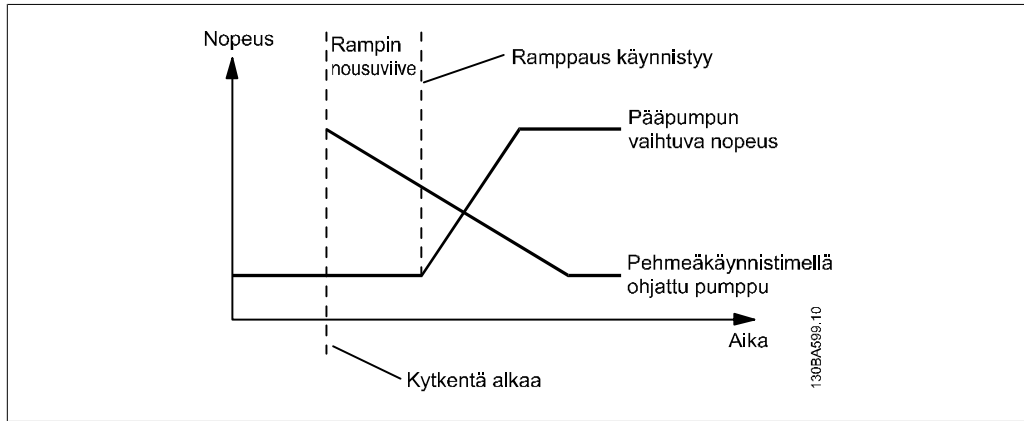 Nopeus
Rampin
nousuviive
Ramppaus käynnistyy
Pääpumpun
vaihtuva nopeus
Pehmeäkäynnistimellä
ohjattu pumppu
Aika
Kytkentä alkaa
130BA599.10